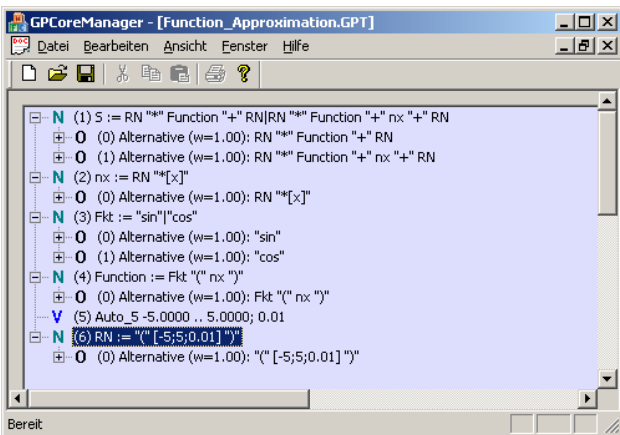 GPCoreManager - [Function_Approximation.GPT]
Datei Bearbeiten Ansicht Fenster Hilfe
N (1) S := RN "*" Function "+" RN|RN "*" Function "+" nx "+" RN
O (0) Alternative (w=1.00): RN "*" Function "+" RN
O (1) Alternative (w=1.00): RN "*" Function "+" nx "+" RN
N (2) nx := RN "*[x]"
O (0) Alternative (w=1.00): RN "*[x]"
N (3) Fkt := "sin"|"cos"
O (0) Alternative (w=1.00): "sin"
O (1) Alternative (w=1.00): "cos"
N (4) Function := Fkt "(" nx ")"
O (0) Alternative (w=1.00): Fkt "(" nx ")"
V (5) Auto_5 -5.0000 .. 5.0000; 0.01
N (6) RN := "(" [-5;5;0.01] ")"
O (0) Alternative (w=1.00): "(" [-5;5;0.01] ")"
Bereit